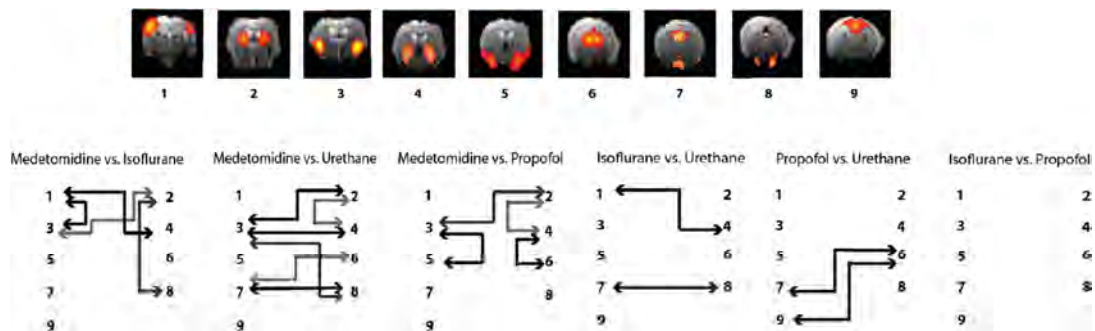 1 2 3 4 5 6 7 8 9
Medetomidine vs. Isoflurane Medetomidine vs. Urethane Medetomidine vs. Propofol Isoflurane vs. Urethane Propofol vs. Urethane Isoflurane vs. Propofol
1 2 1 2 1 2 1 2 1 2 1 2
3 4 3 4 3 4 3 4 3 4 3 4
5 6 5 6 5 6 5 6 5 6 5 6
7 8 7 8 7 8 7 8 7 8 7 8
9 9 9 9 9 9